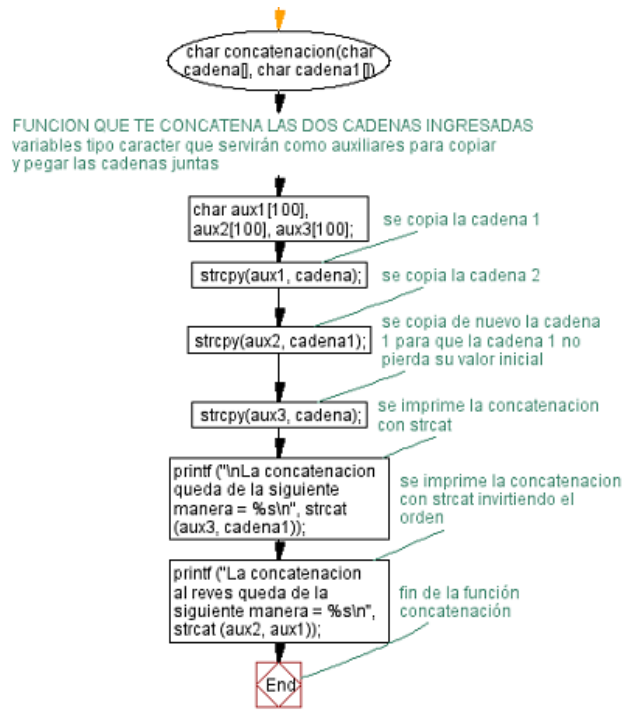 char concatenacion(char
cadena[], char cadena1[])
FUNCION QUE TE CONCATENA LAS DOS CADENAS INGRESADAS
variables tipo caracter que servirán como auxiliares para copiar
y pegar las cadenas juntas
char aux1[100],
aux2[100], aux3[100];
se copia la cadena 1
strcpy(aux1, cadena);
se copia la cadena 2
strcpy(aux2, cadena1);
se copia de nuevo la cadena
1 para que la cadena 1 no
pierda su valor inicial
strcpy(aux3, cadena);
se imprime la concatenacion
con strcat
printf ("\nLa concatenacion
queda de la siguiente
manera = %s\n", strcat
(aux3, cadena1));
se imprime la concatenacion
con strcat invirtiendo el
orden
printf ("La concatenacion
al reves queda de la
siguiente manera = %s\n",
strcat (aux2, aux1));
fin de la función
concatenación
End